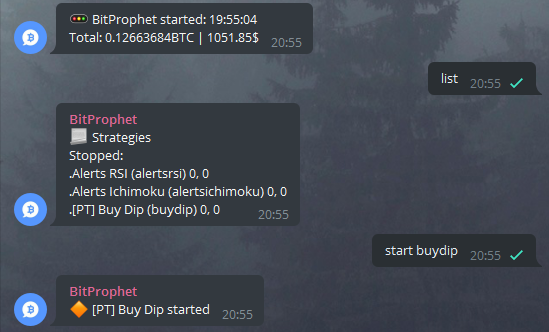 BitProphet started: 19:55:04
Total: 0.12663684BTC | 1051.85$ 20:55
list 20:55
BitProphet
Strategies
Stopped:
.Alerts RSI (alertsrsi) 0, 0
.Alerts Ichimoku (alertsichimoku) 0, 0
.[PT] Buy Dip (buydip) 0, 0 20:55
start buydip 20:55
BitProphet
[PT] Buy Dip started 20:55